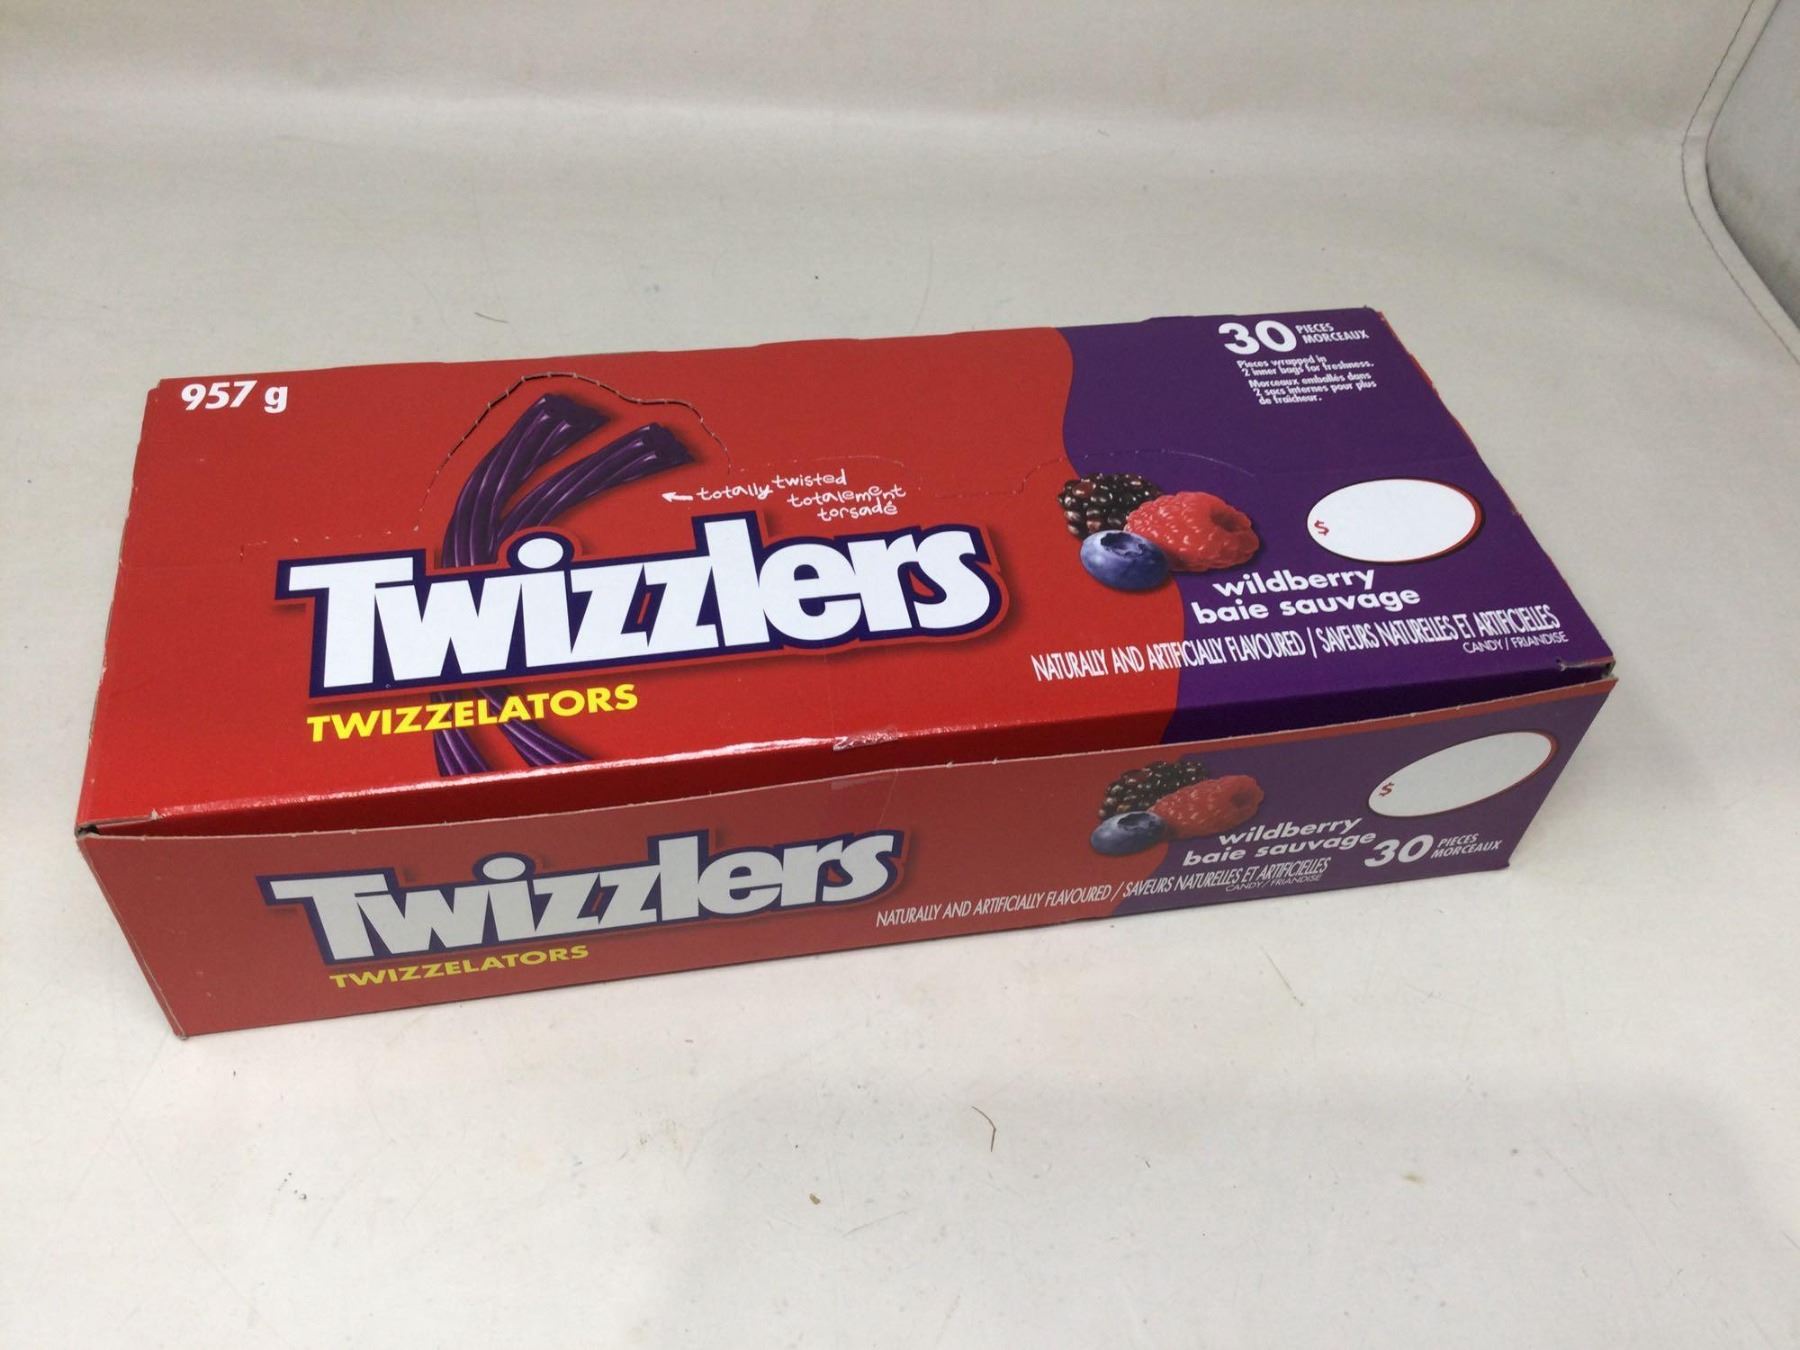 957 g
30 PIECES
MORCEAUX
Pieces wrapped in
2 inner bags for freshness.
Morceaux emballés dans
2 sacs internes pour plus
de fraîcheur.
totally twisted
totalement
torsadé
Twizzlers
TWIZZELATORS
$
wildberry
baie sauvage
NATURALLY AND ARTIFICIALLY FLAVOURED / SAVEURS NATURELLES ET ARTIFICIELLES
CANDY / FRIANDISE
Twizzlers
TWIZZELATORS
$
wildberry
baie sauvage
30 PIECES
MORCEAUX
NATURALLY AND ARTIFICIALLY FLAVOURED / SAVEURS NATURELLES ET ARTIFICIELLES
CANDY / FRIANDISE